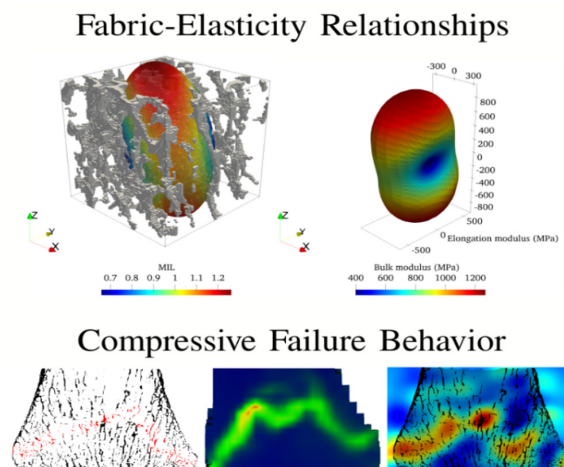 Fabric-Elasticity Relationships
-300 0 300
800
600
400
200
0
-200
-400
-600
-800
500
0
-500
Elongation modulus (MPa)
Z
Y
X
Z
Y
X
MIL
0.7 0.8 0.9 1 1.1 1.2
Bulk modulus (MPa)
400 600 800 1000 1200
Compressive Failure Behavior